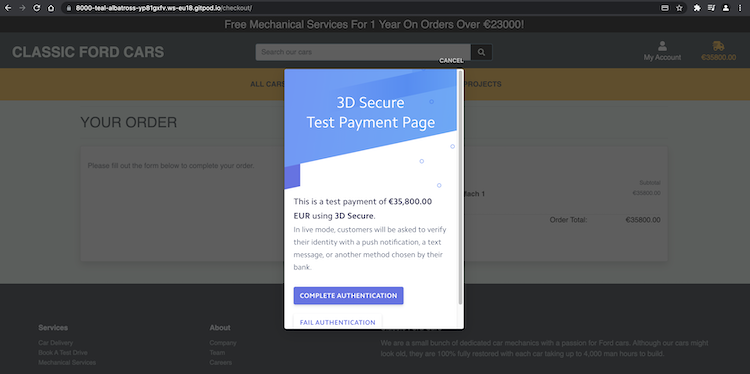 8000-teal-albatross-yp81gxfv.ws-eu18.gitpod.io/checkout/
Free Mechanical Services For 1 Year On Orders Over €23000!
CLASSIC FORD CARS
Search our cars
My Account
€35800.00
CANCEL
ALL CARS
PROJECTS
3D Secure
Test Payment Page
YOUR ORDER
Please fill out the form below to complete your order.
Subtotal
Mach 1
€35800.00
Order Total:
€35800.00
This is a test payment of €35,800.00
EUR using 3D Secure.
In live mode, customers will be asked to verify
their identity with a push notification, a text
message, or another method chosen by their
bank.
COMPLETE AUTHENTICATION
FAIL AUTHENTICATION
Services
Car Delivery
Book A Test Drive
Mechanical Services
About
Company
Team
Careers
We are a small bunch of dedicated car mechanics with a passion for Ford cars. Although our cars might
look old, they are 100% fully restored with each car taking up to 4,000 man hours to build.